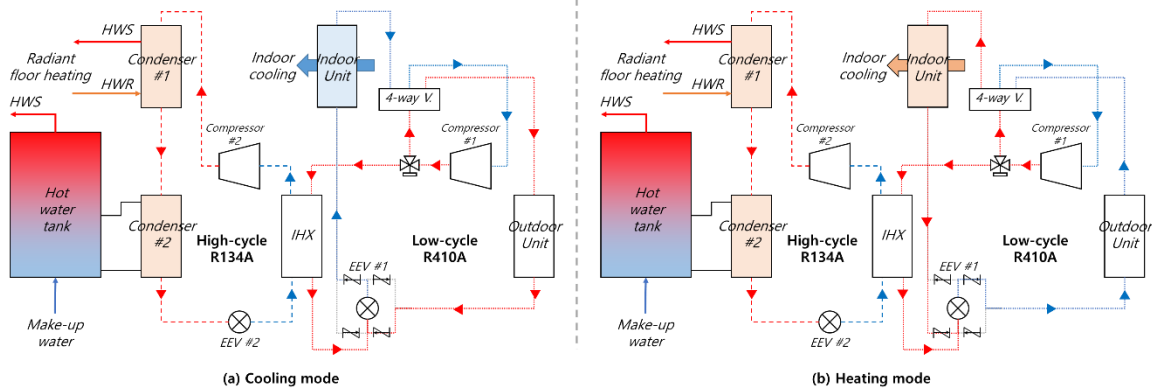 HWS
Radiant
floor heating
HWR
HWS
Condenser
#1
Hot
water
tank
Condenser
#2
Make-up
water
Compressor
#2
High-cycle
R134A
EEV #2
IHX
Indoor
cooling
Indoor
Unit
4-way V.
Compressor
#1
Low-cycle
R410A
EEV #1
Outdoor
Unit
(a) Cooling mode
HWS
Radiant
floor heating
HWR
HWS
Condenser
#1
Hot
water
tank
Condenser
#2
Make-up
water
Compressor
#2
High-cycle
R134A
EEV #2
IHX
Indoor
cooling
Indoor
Unit
4-way V.
Compressor
#1
Low-cycle
R410A
EEV #1
Outdoor
Unit
(b) Heating mode